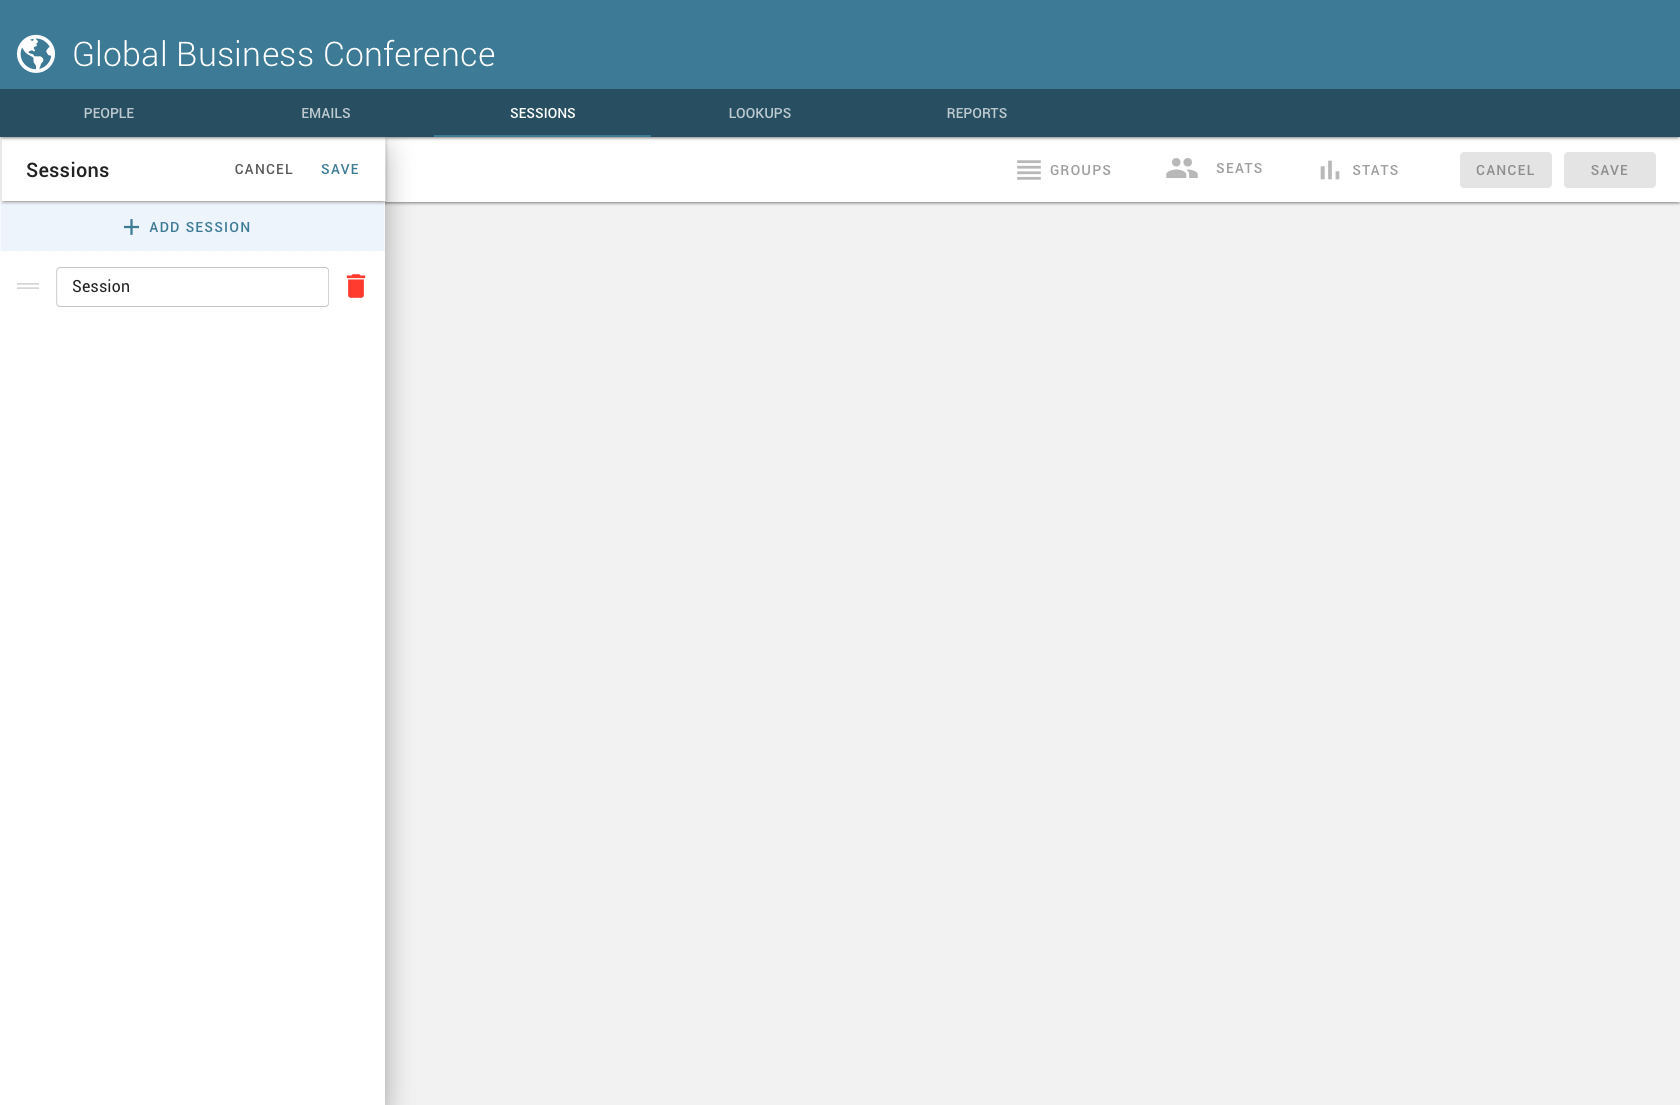 Global Business Conference
PEOPLE EMAILS SESSIONS LOOKUPS REPORTS
Sessions CANCEL SAVE
GROUPS SEATS STATS CANCEL SAVE
ADD SESSION
Session